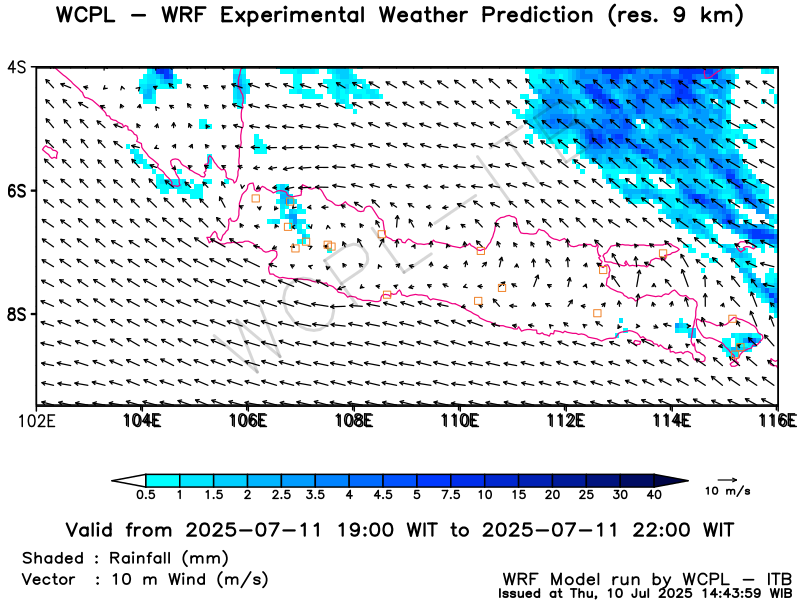 WCPL – WRF Experimental Weather Prediction (res. 9 km)
4S
6S
8S
WCPL-ITB
102E 104E 106E 108E 110E 112E 114E 116E
0.5 1 1.5 2 2.5 3.5 4 4.5 5 7.5 10 15 20 25 30 40
10 m/s
Valid from 2025-07-11 19:00 WIT to 2025-07-11 22:00 WIT
Shaded : Rainfall (mm)
Vector : 10 m Wind (m/s)
WRF Model run by WCPL – ITB
Issued at Thu, 10 Jul 2025 14:43:59 WIB